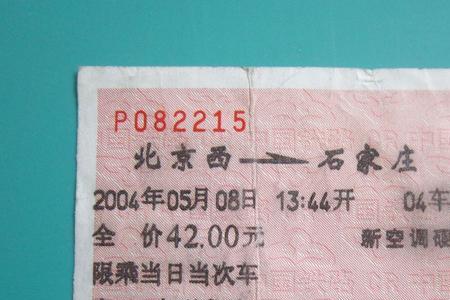 P082215
北京西→石家庄
2004年05月08日 13:44开 04车
全 价42.00元 新空调硬
限乘当日当次车